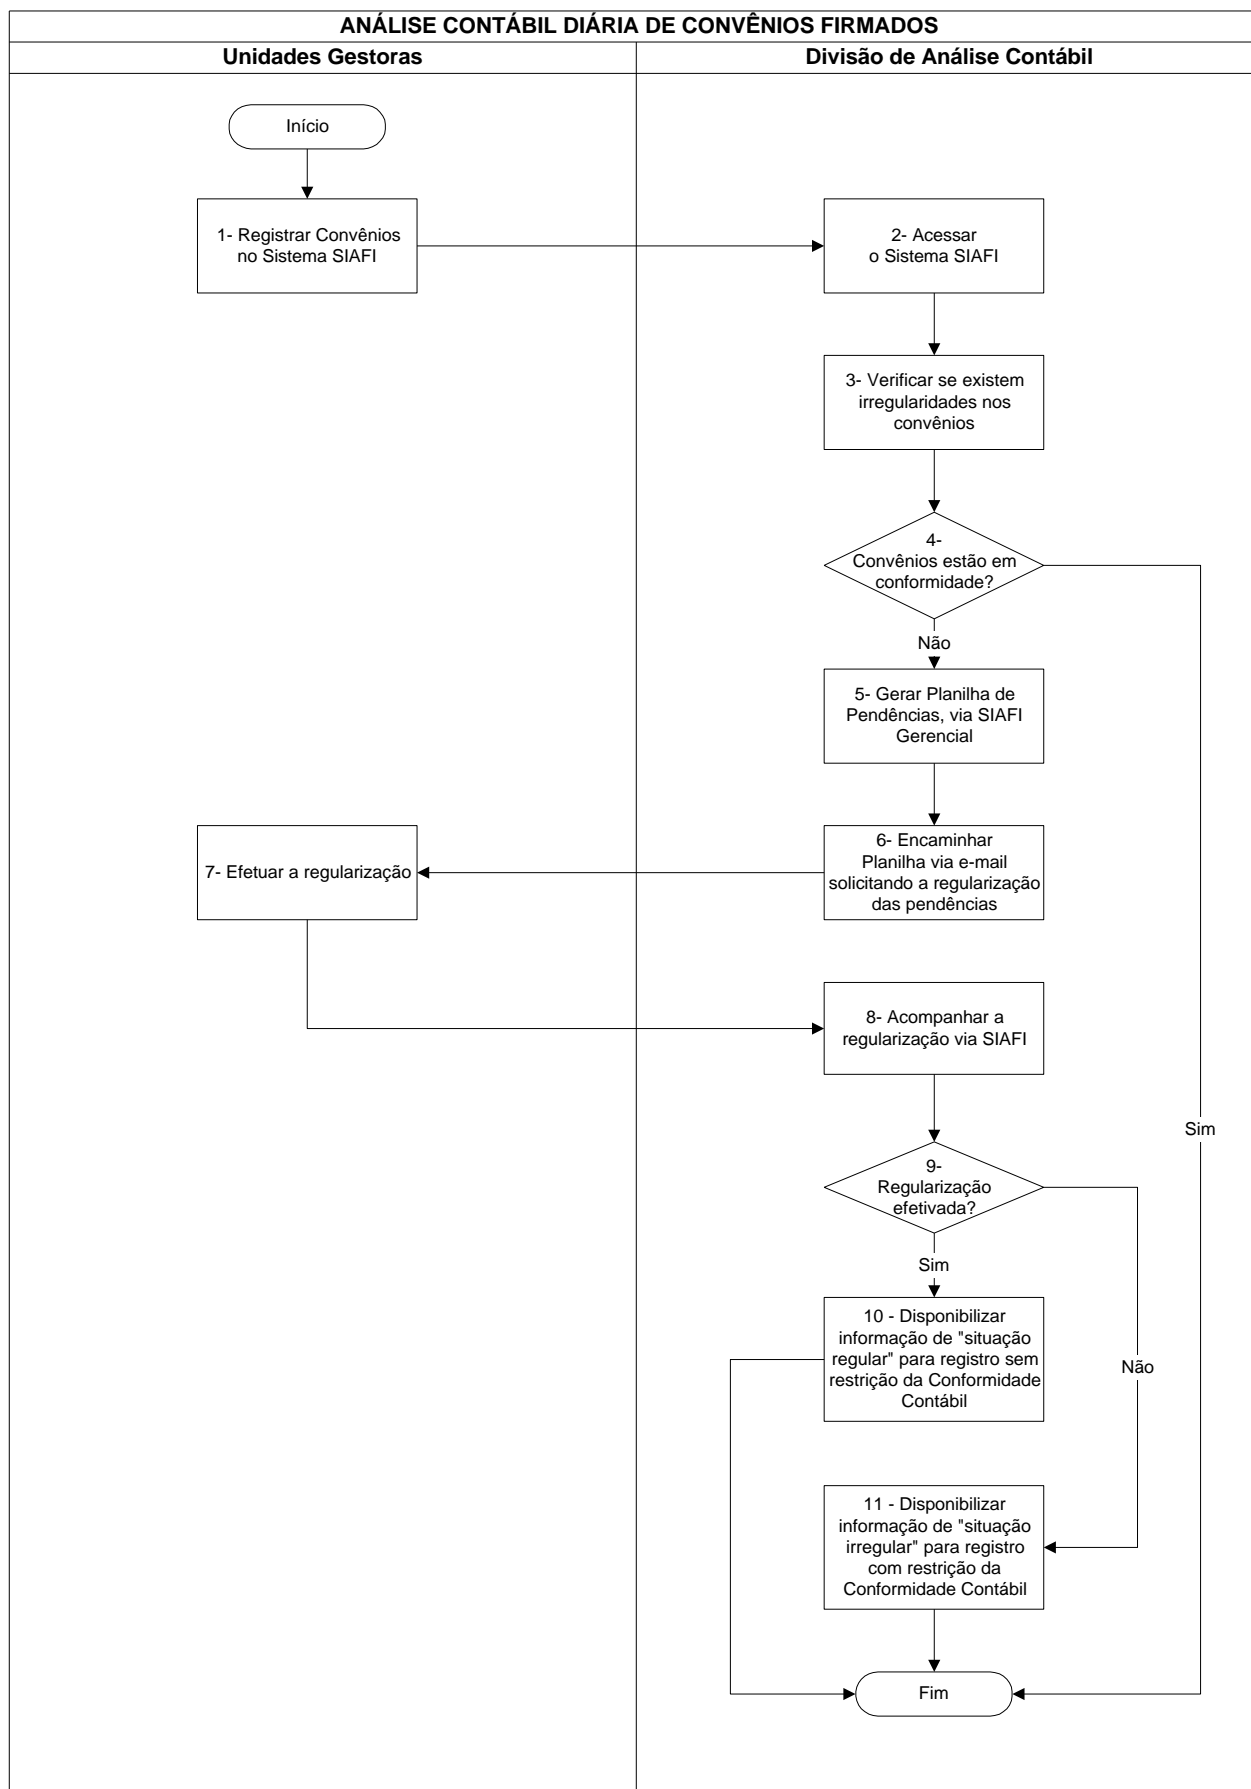 ANÁLISE CONTÁBIL DIÁRIA DE CONVÊNIOS FIRMADOS
Unidades Gestoras
Divisão de Análise Contábil
Início
1- Registrar Convênios
no Sistema SIAFI
2- Acessar
o Sistema SIAFI
3- Verificar se existem
irregularidades nos
convênios
4-
Convênios estão em
conformidade?
Não
5- Gerar Planilha de
Pendências, via SIAFI
Gerencial
6- Encaminhar
Planilha via e-mail
solicitando a regularização
das pendências
7- Efetuar a regularização
8- Acompanhar a
regularização via SIAFI
Sim
9-
Regularização
efetivada?
Sim
10 - Disponibilizar
informação de "situação
regular" para registro sem
restrição da Conformidade
Contábil
Não
11 - Disponibilizar
informação de "situação
irregular" para registro
com restrição da
Conformidade Contábil
Fim